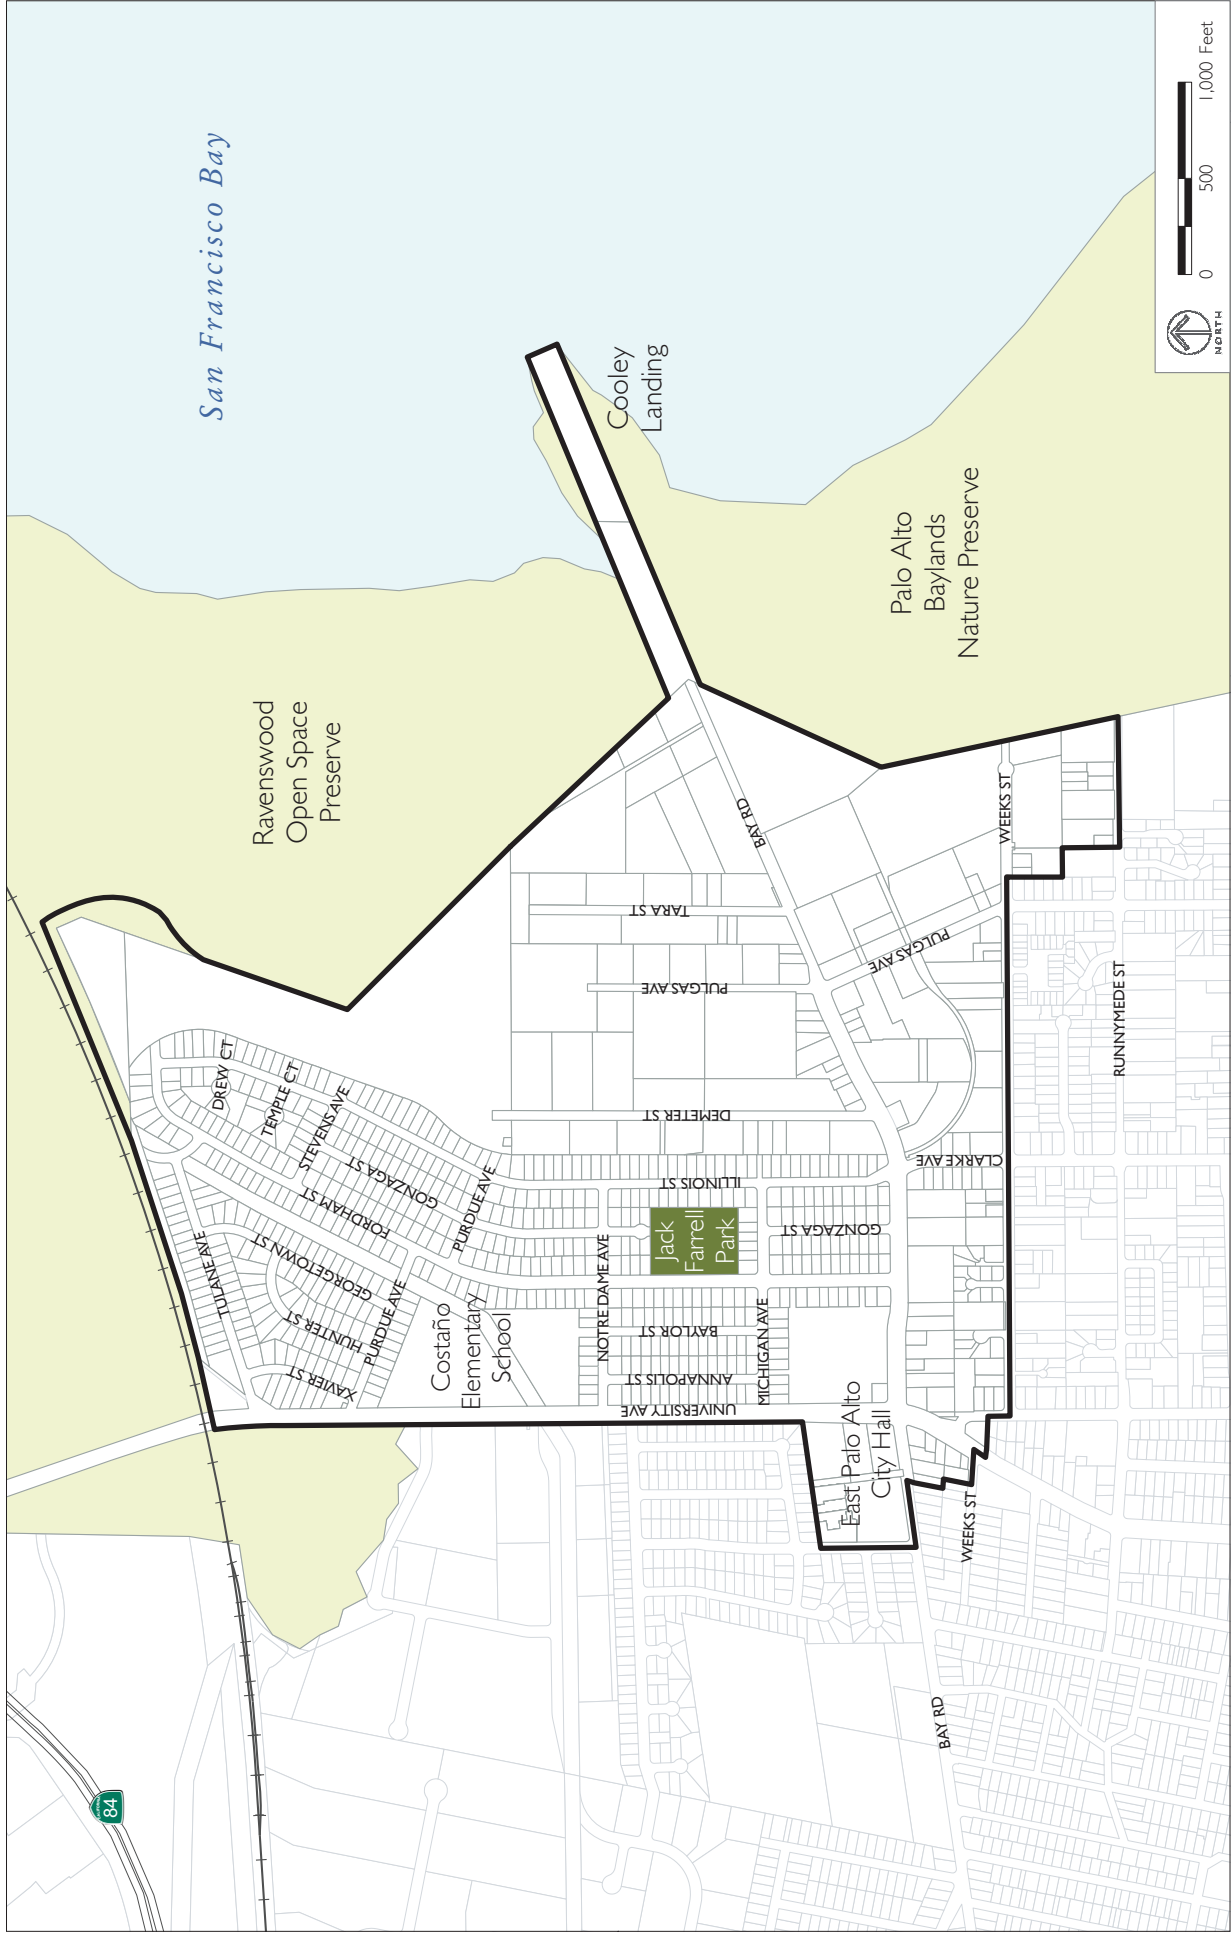 San Francisco Bay
Ravenswood
Open Space
Preserve
Cooley
Landing
Palo Alto
Baylands
Nature Preserve
84
TULANE AVE
DREW CT
TEMPLE CT
STEVENS AVE
GONZAGA ST
FORDHAM ST
GEORGETOWN ST
HUNTER ST
XAVIER ST
PURDUE AVE
PURDUE AVE
Costaño
Elementary
School
NOTRE DAME AVE
Jack
Farrell
Park
BAYLOR ST
ANNAPOLIS ST
UNIVERSITY AVE
MICHIGAN AVE
ILLINOIS ST
GONZAGA ST
DEMETER ST
PULGAS AVE
TARA ST
BAY RD
PULGAS AVE
CLARKE AVE
WEEKS ST
RUNNYMEDE ST
East Palo Alto
City Hall
WEEKS ST
BAY RD
NORTH
0 500 1,000 Feet